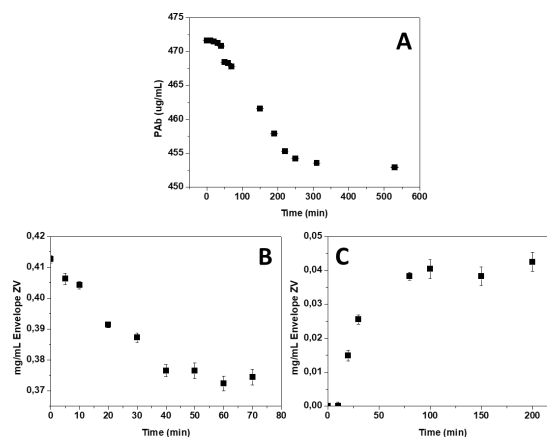 A
PAb (ug/mL)
475
470
465
460
455
450
-100 0 100 200 300 400 500 600
Time (min)
B
mg/mL Envelope ZV
0,42
0,41
0,40
0,39
0,38
0,37
0 10 20 30 40 50 60 70 80
Time (min)
C
mg/mL Envelope ZV
0,05
0,04
0,03
0,02
0,01
0,00
0 50 100 150 200
Time (min)